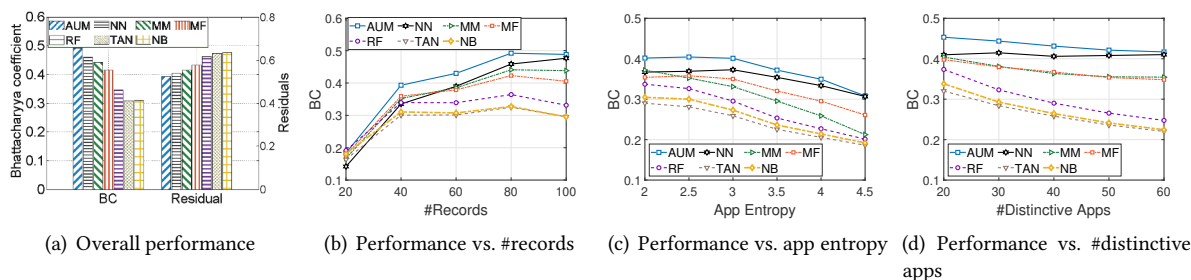 AUM NN MM MF
RF TAN NB
Bhattacharyya coefficient
0.6
0.5
0.4
0.3
0.2
0.1
0
BC Residual
0.8
0.6
0.4
0.2
0
Residuals
(a) Overall performance
AUM NN MM MF
RF TAN NB
BC
0.6
0.5
0.4
0.3
0.2
0.1
20 40 60 80 100
#Records
(b) Performance vs. #records
BC
0.5
0.4
0.3
0.2
0.1
AUM NN MM MF
RF TAN NB
2 2.5 3 3.5 4 4.5
App Entropy
(c) Performance vs. app entropy
BC
0.5
0.4
0.3
0.2
0.1
AUM NN MM MF
RF TAN NB
20 30 40 50 60
#Distinctive Apps
(d) Performance vs. #distinctive
apps